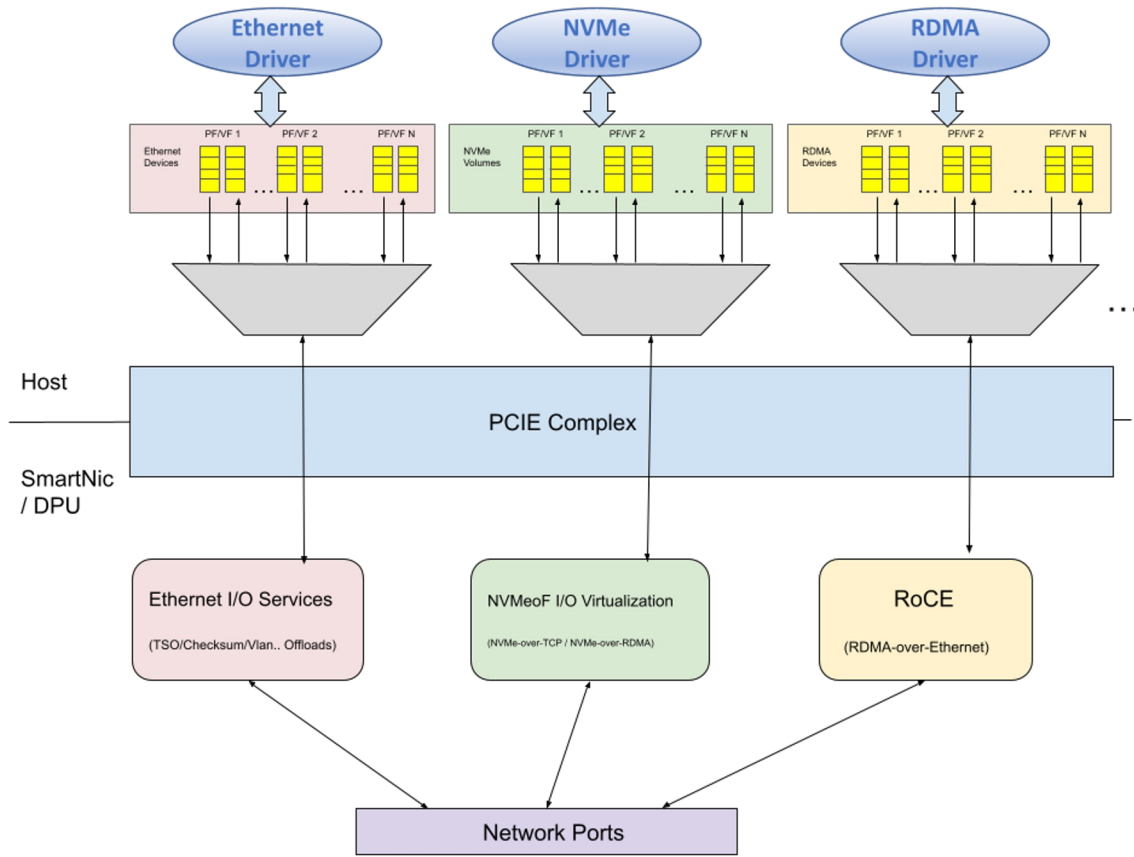 Ethernet
Driver
NVMe
Driver
RDMA
Driver
PF/VF 1
PF/VF 2
PF/VF N
Ethernet
Devices
... ...
PF/VF 1
PF/VF 2
PF/VF N
NVMe
Volumes
... ...
PF/VF 1
PF/VF 2
PF/VF N
RDMA
Devices
... ...
...
Host
PCIE Complex
SmartNic
/ DPU
Ethernet I/O Services
(TSO/Checksum/Vlan.. Offloads)
NVMeoF I/O Virtualization
(NVMe-over-TCP / NVMe-over-RDMA)
RoCE
(RDMA-over-Ethernet)
Network Ports